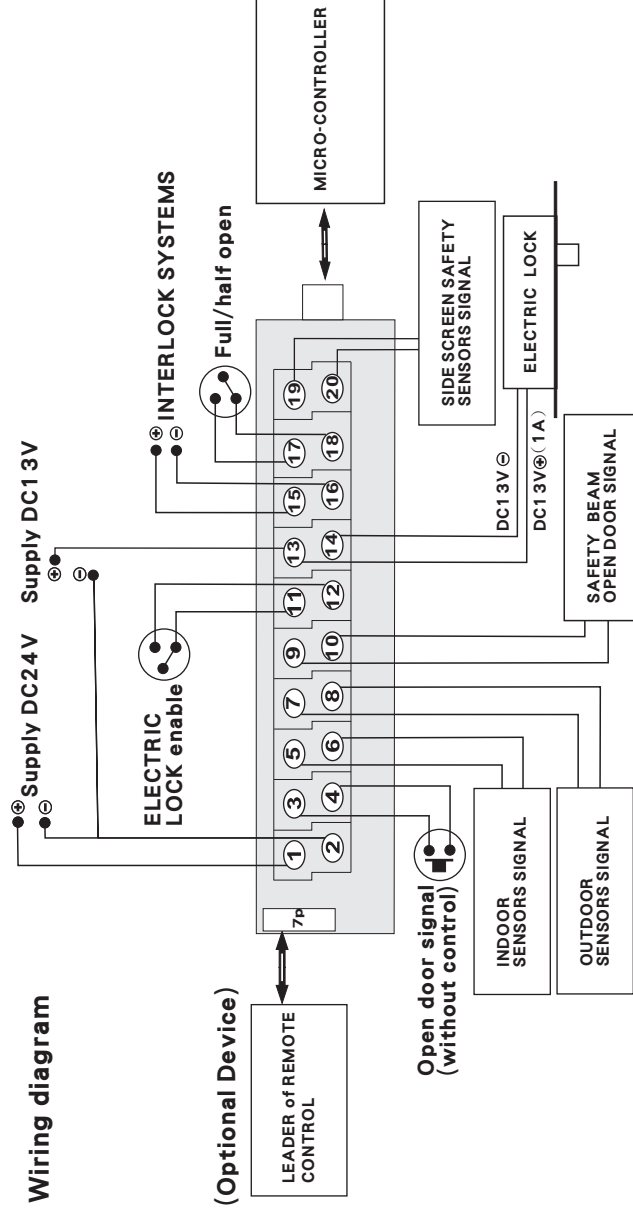 Wiring diagram
Supply DC24V
⊕
⊖
Supply DC13V
⊕
⊖
ELECTRIC
LOCK enable
⊕ INTERLOCK SYSTEMS
⊖
Full/half open
(Optional Device)
LEADER of REMOTE
CONTROL
7p
1 3 5 7 9 11 13 15 17 19
2 4 6 8 10 12 14 16 18 20
MICRO-CONTROLLER
Open door signal
(without control)
INDOOR
SENSORS SIGNAL
OUTDOOR
SENSORS SIGNAL
SAFETY BEAM
OPEN DOOR SIGNAL
DC13V⊖
DC13V⊕(1A)
SIDE SCREEN SAFETY
SENSORS SIGNAL
ELECTRIC LOCK